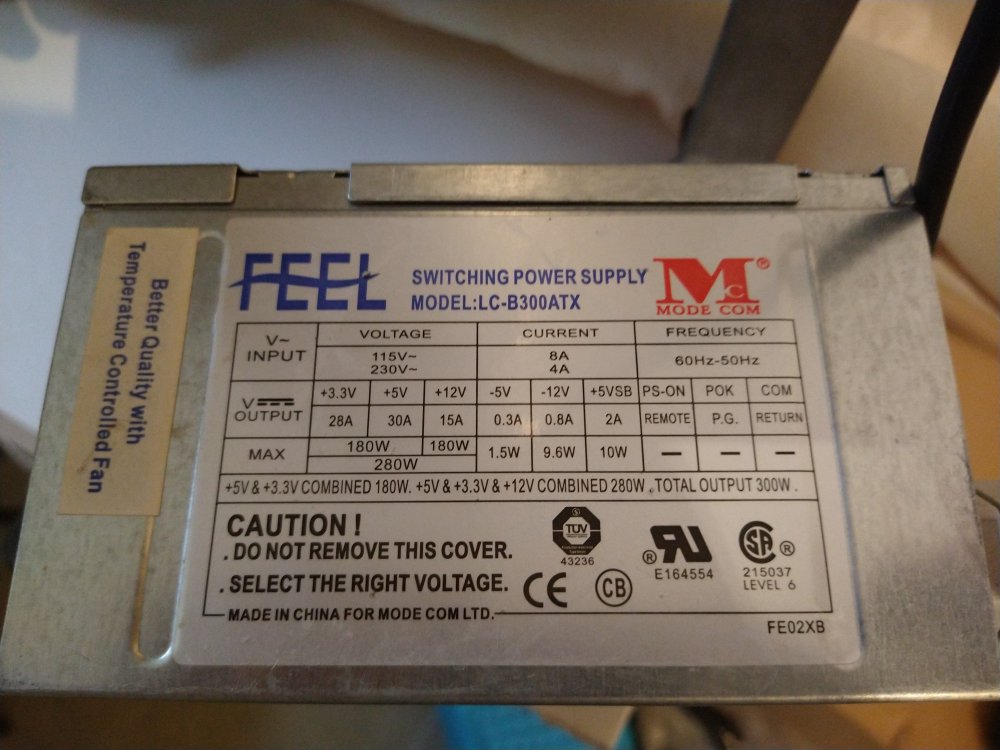 Better Quality with
Temperature Controlled Fan
FEEL
SWITCHING POWER SUPPLY
MODEL:LC-B300ATX
MC®
MODE COM
V~ INPUT VOLTAGE CURRENT FREQUENCY
115V~ 8A 60Hz-50Hz
230V~ 4A
V⎓ OUTPUT +3.3V +5V +12V -5V -12V +5VSB PS-ON POK COM
28A 30A 15A 0.3A 0.8A 2A REMOTE P.G. RETURN
MAX 180W 180W 1.5W 9.6W 10W — — —
280W
+5V & +3.3V COMBINED 180W. +5V & +3.3V & +12V COMBINED 280W . TOTAL OUTPUT 300W .
CAUTION !
. DO NOT REMOVE THIS COVER.
. SELECT THE RIGHT VOLTAGE.
MADE IN CHINA FOR MODE COM LTD.
S
TÜV
43236
CE
CB
RU®
E164554
SA®
215037
LEVEL 6
FE02XB